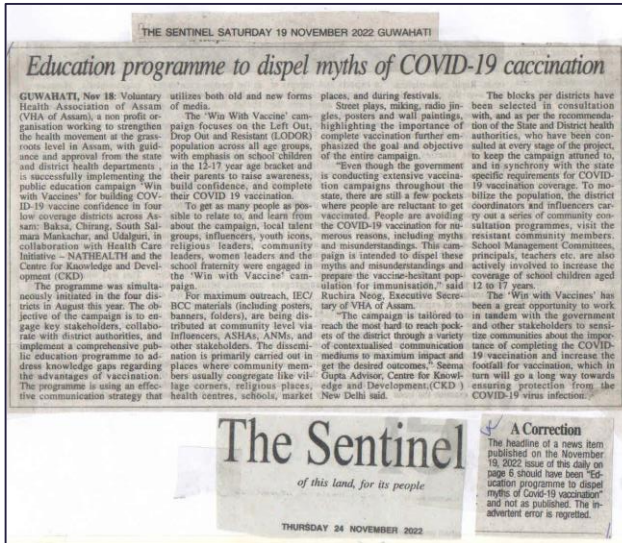 THE SENTINEL SATURDAY 19 NOVEMBER 2022 GUWAHATI
Education programme to dispel myths of COVID-19 caccination
GUWAHATI, Nov 18: Voluntary
Health Association of Assam
(VHA of Assam), a non profit or-
ganisation working to strengthen
the health movement at the grass-
roots level in Assam, with guid-
ance and approval from the state
and district health departments ,
is successfully implementing the
public education campaign 'Win
with Vaccines' for building COV-
ID-19 vaccine confidence in four
low coverage districts across As-
sam: Baksa, Chirang, South Sal-
mara Mankachar, and Udalguri, in
collaboration with Health Care
Initiative – NATHEALTH and the
Centre for Knowledge and Devel-
opment (CKD)
The programme was simulta-
neously initiated in the four dis-
tricts in August this year. The ob-
jective of the campaign is to en-
gage key stakeholders, collabo-
rate with district authorities, and
implement a comprehensive pub-
lic education programme to ad-
dress knowledge gaps regarding
the advantages of vaccination.
The programme is using an effec-
tive communication strategy that
utilizes both old and new forms
of media.
The 'Win With Vaccine' cam-
paign focuses on the Left Out,
Drop Out and Resistant (LODOR)
population across all age groups,
with emphasis on school children
in the 12-17 year age bracket and
their parents to raise awareness,
build confidence, and complete
their COVID 19 vaccination.
To get as many people as pos-
sible to relate to, and learn from
about the campaign, local talent
groups, influencers, youth icons,
religious leaders, community
leaders, women leaders and the
school fraternity were engaged in
the 'Win with Vaccine' cam-
paign.
For maximum outreach, IEC/
BCC materials (including posters,
banners, folders), are being dis-
tributed at community level via
influencers, ASHAs, ANMs, and
other stakeholders. The dissemi-
nation is primarily carried out in
places where community mem-
bers usually congregate like vil-
lage corners, religious places,
health centres, schools, market
places, and during festivals.
Street plays, miking, radio jin-
gles, posters and wall paintings,
highlighting the importance of
complete vaccination further em-
phasized the goal and objective
of the entire campaign.
"Even though the government
is conducting extensive vaccina-
tion campaigns throughout the
state, there are still a few pockets
where people are reluctant to get
vaccinated. People are avoiding
the COVID-19 vaccination for nu-
merous reasons, including myths
and misunderstandings. This cam-
paign is intended to dispel these
myths and misunderstandings and
prepare the vaccine-hesitant pop-
ulation for immunisation," said
Ruchira Neog, Executive Secre-
tary of VHA of Assam.
"The campaign is tailored to
reach the most hard to reach pock-
ets of the district through a variety
of contextualised communication
mediums to maximum impact and
get the desired outcomes," Seema
Gupta Advisor, Centre for Knowl-
edge and Development,(CKD )
New Delhi said.
The blocks per districts have
been selected in consultation
with, and as per the recommenda-
tion of the State and District health
authorities, who have been con-
sulted at every stage of the project,
to keep the campaign attuned to,
and in synchrony with the state
specific requirements for COVID-
19 vaccination coverage. To mo-
bilize the population, the district
coordinators and influencers car-
ry out a series of community con-
sultation programmes, visit the
resistant community members.
School Management Committees,
principals, teachers etc. are also
actively involved to increase the
coverage of school children aged
12 to 17 years.
The 'Win with Vaccines' has
been a great opportunity to work
in tandem with the government
and other stakeholders to sensi-
tize communities about the impor-
tance of completing the COVID-
19 vaccination and increase the
footfall for vaccination, which in
turn will go a long way towards
ensuring protection from the
COVID-19 virus infection.
The Sentinel
of this land, for its people
THURSDAY 24 NOVEMBER 2022
A Correction
The headline of a news item
published on the November
19, 2022 issue of this daily on
page 6 should have been "Ed-
ucation programme to dispel
myths of Covid-19 vaccination"
and not as published. The in-
advertent error is regretted.